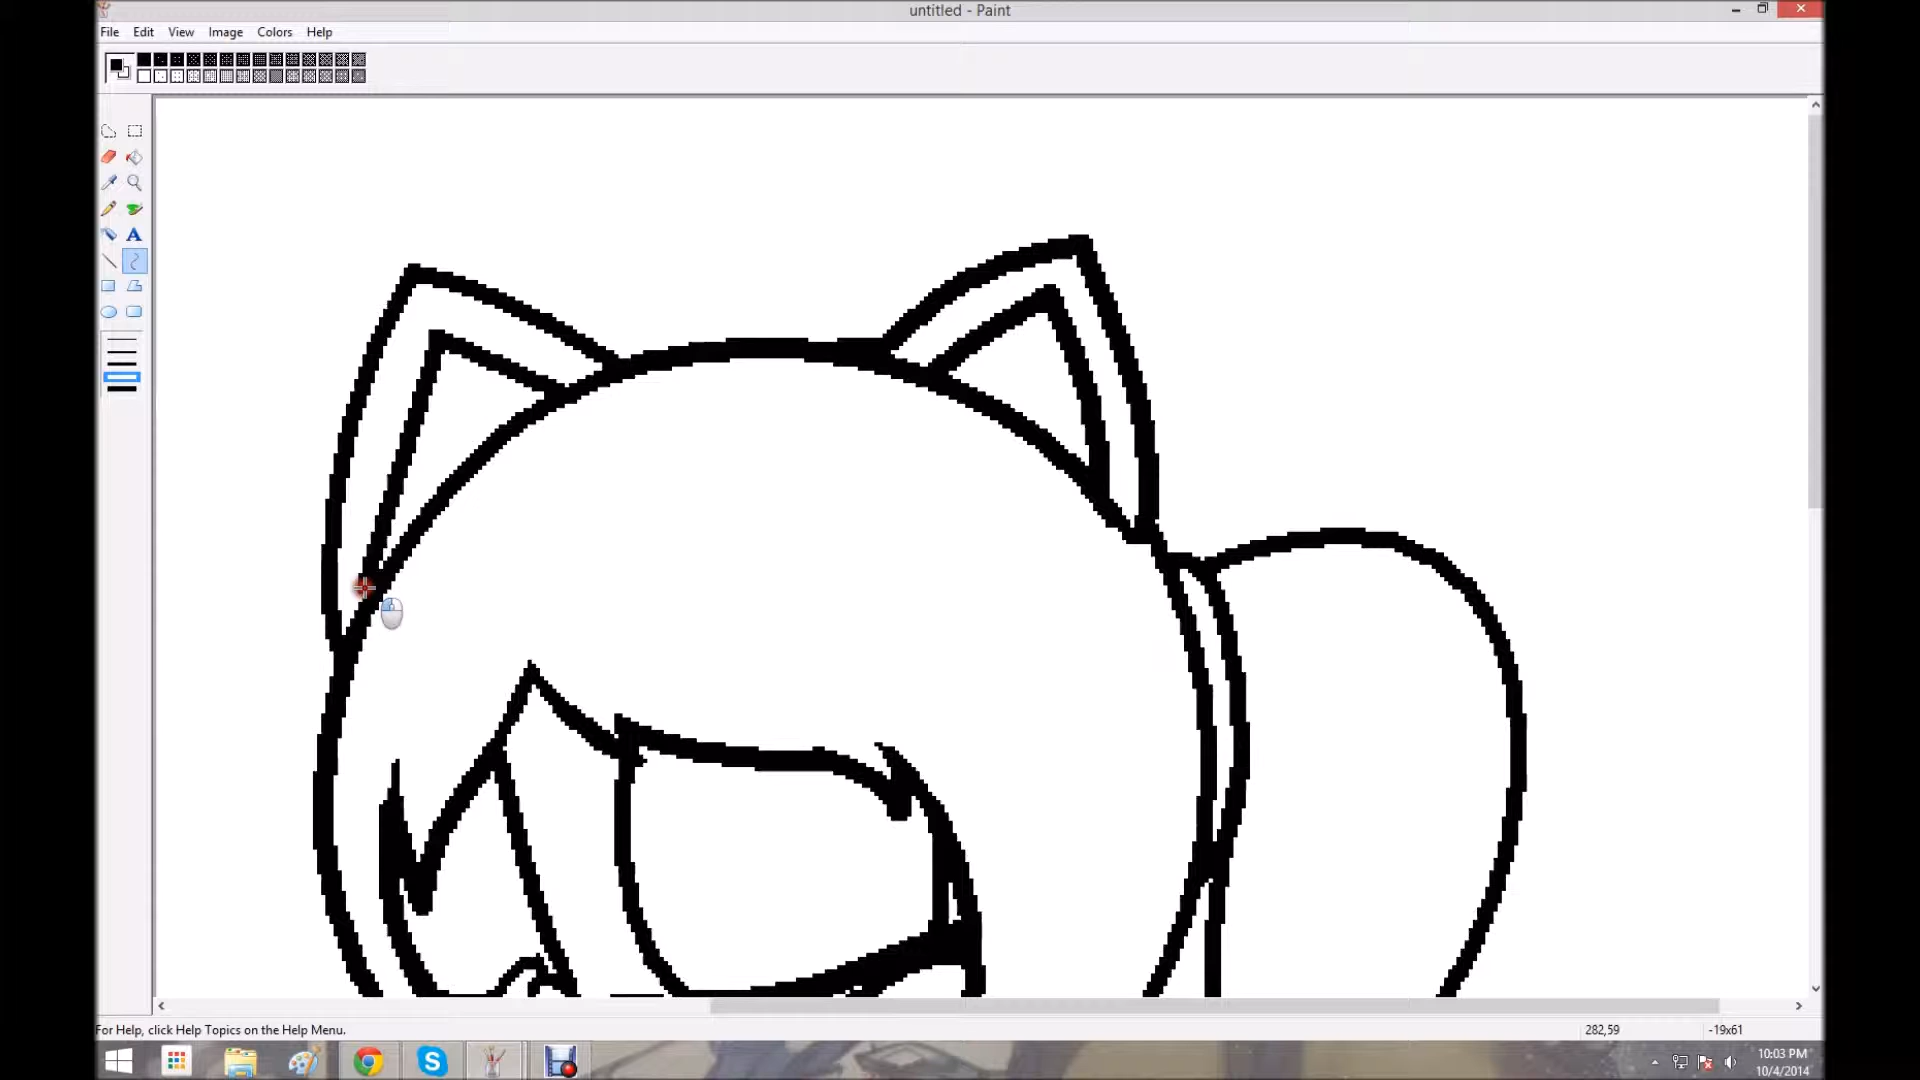 untitled - Paint
File Edit View Image Colors Help
A
For Help, click Help Topics on the Help Menu.
282,59
-19x61
S
10:03 PM
10/4/2014